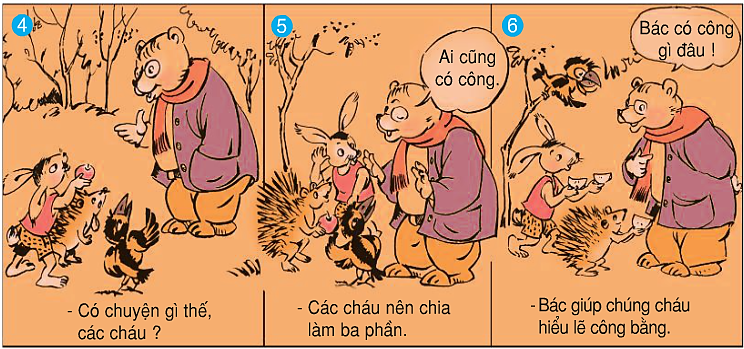 4
- Có chuyện gì thế,
các cháu ?
5
Ai cũng
có công.
- Các cháu nên chia
làm ba phần.
6
Bác có công
gì đâu !
- Bác giúp chúng cháu
hiểu lẽ công bằng.